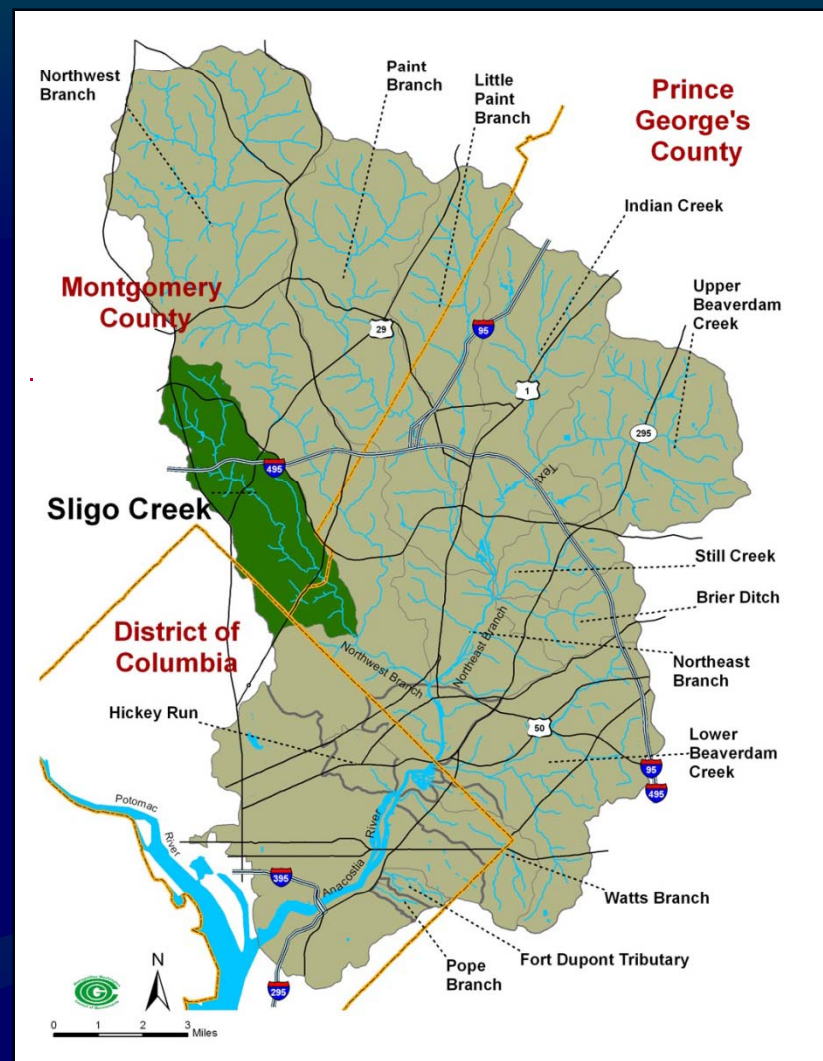 Northwest
Branch
Paint
Branch
Little
Paint
Branch
Prince
George's
County
Indian Creek
Upper
Beaverdam
Creek
Montgomery
County
29
95
1
295
495
Text
Sligo Creek
Still Creek
Brier Ditch
District of
Columbia
Northwest Branch
Northeast Branch
Northeast
Branch
Hickey Run
50
Lower
Beaverdam
Creek
95
495
Potomac
River
Anacostia
River
395
Watts Branch
Fort Dupont Tributary
Pope
Branch
295
N
0 1 2 3
Miles